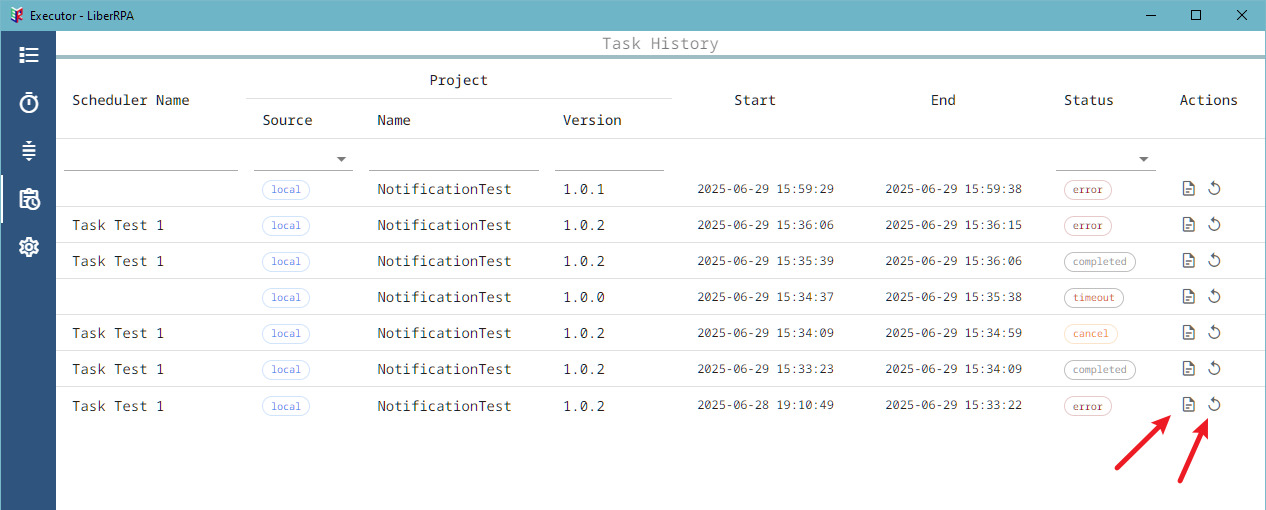 Executor - LiberRPA
Task History
Project
Scheduler Name Start End Status Actions
Source Name Version
local NotificationTest 1.0.1 2025-06-29 15:59:29 2025-06-29 15:59:38 error
Task Test 1 local NotificationTest 1.0.2 2025-06-29 15:36:06 2025-06-29 15:36:15 error
Task Test 1 local NotificationTest 1.0.2 2025-06-29 15:35:39 2025-06-29 15:36:06 completed
local NotificationTest 1.0.0 2025-06-29 15:34:37 2025-06-29 15:35:38 timeout
Task Test 1 local NotificationTest 1.0.2 2025-06-29 15:34:09 2025-06-29 15:34:59 cancel
Task Test 1 local NotificationTest 1.0.2 2025-06-29 15:33:23 2025-06-29 15:34:09 completed
Task Test 1 local NotificationTest 1.0.2 2025-06-28 19:10:49 2025-06-29 15:33:22 error